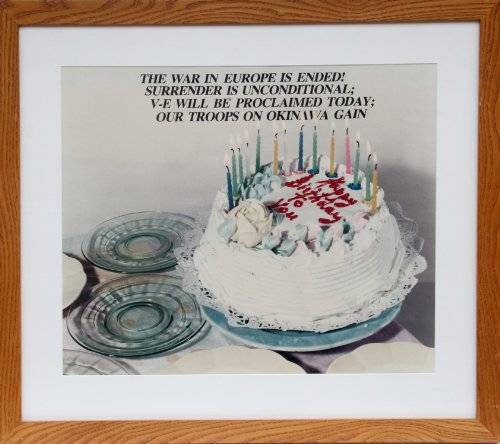 THE WAR IN EUROPE IS ENDED!
SURRENDER IS UNCONDITIONAL;
V-E WILL BE PROCLAIMED TODAY;
OUR TROOPS ON OKINAWA GAIN
Happy
Birthday
To
You